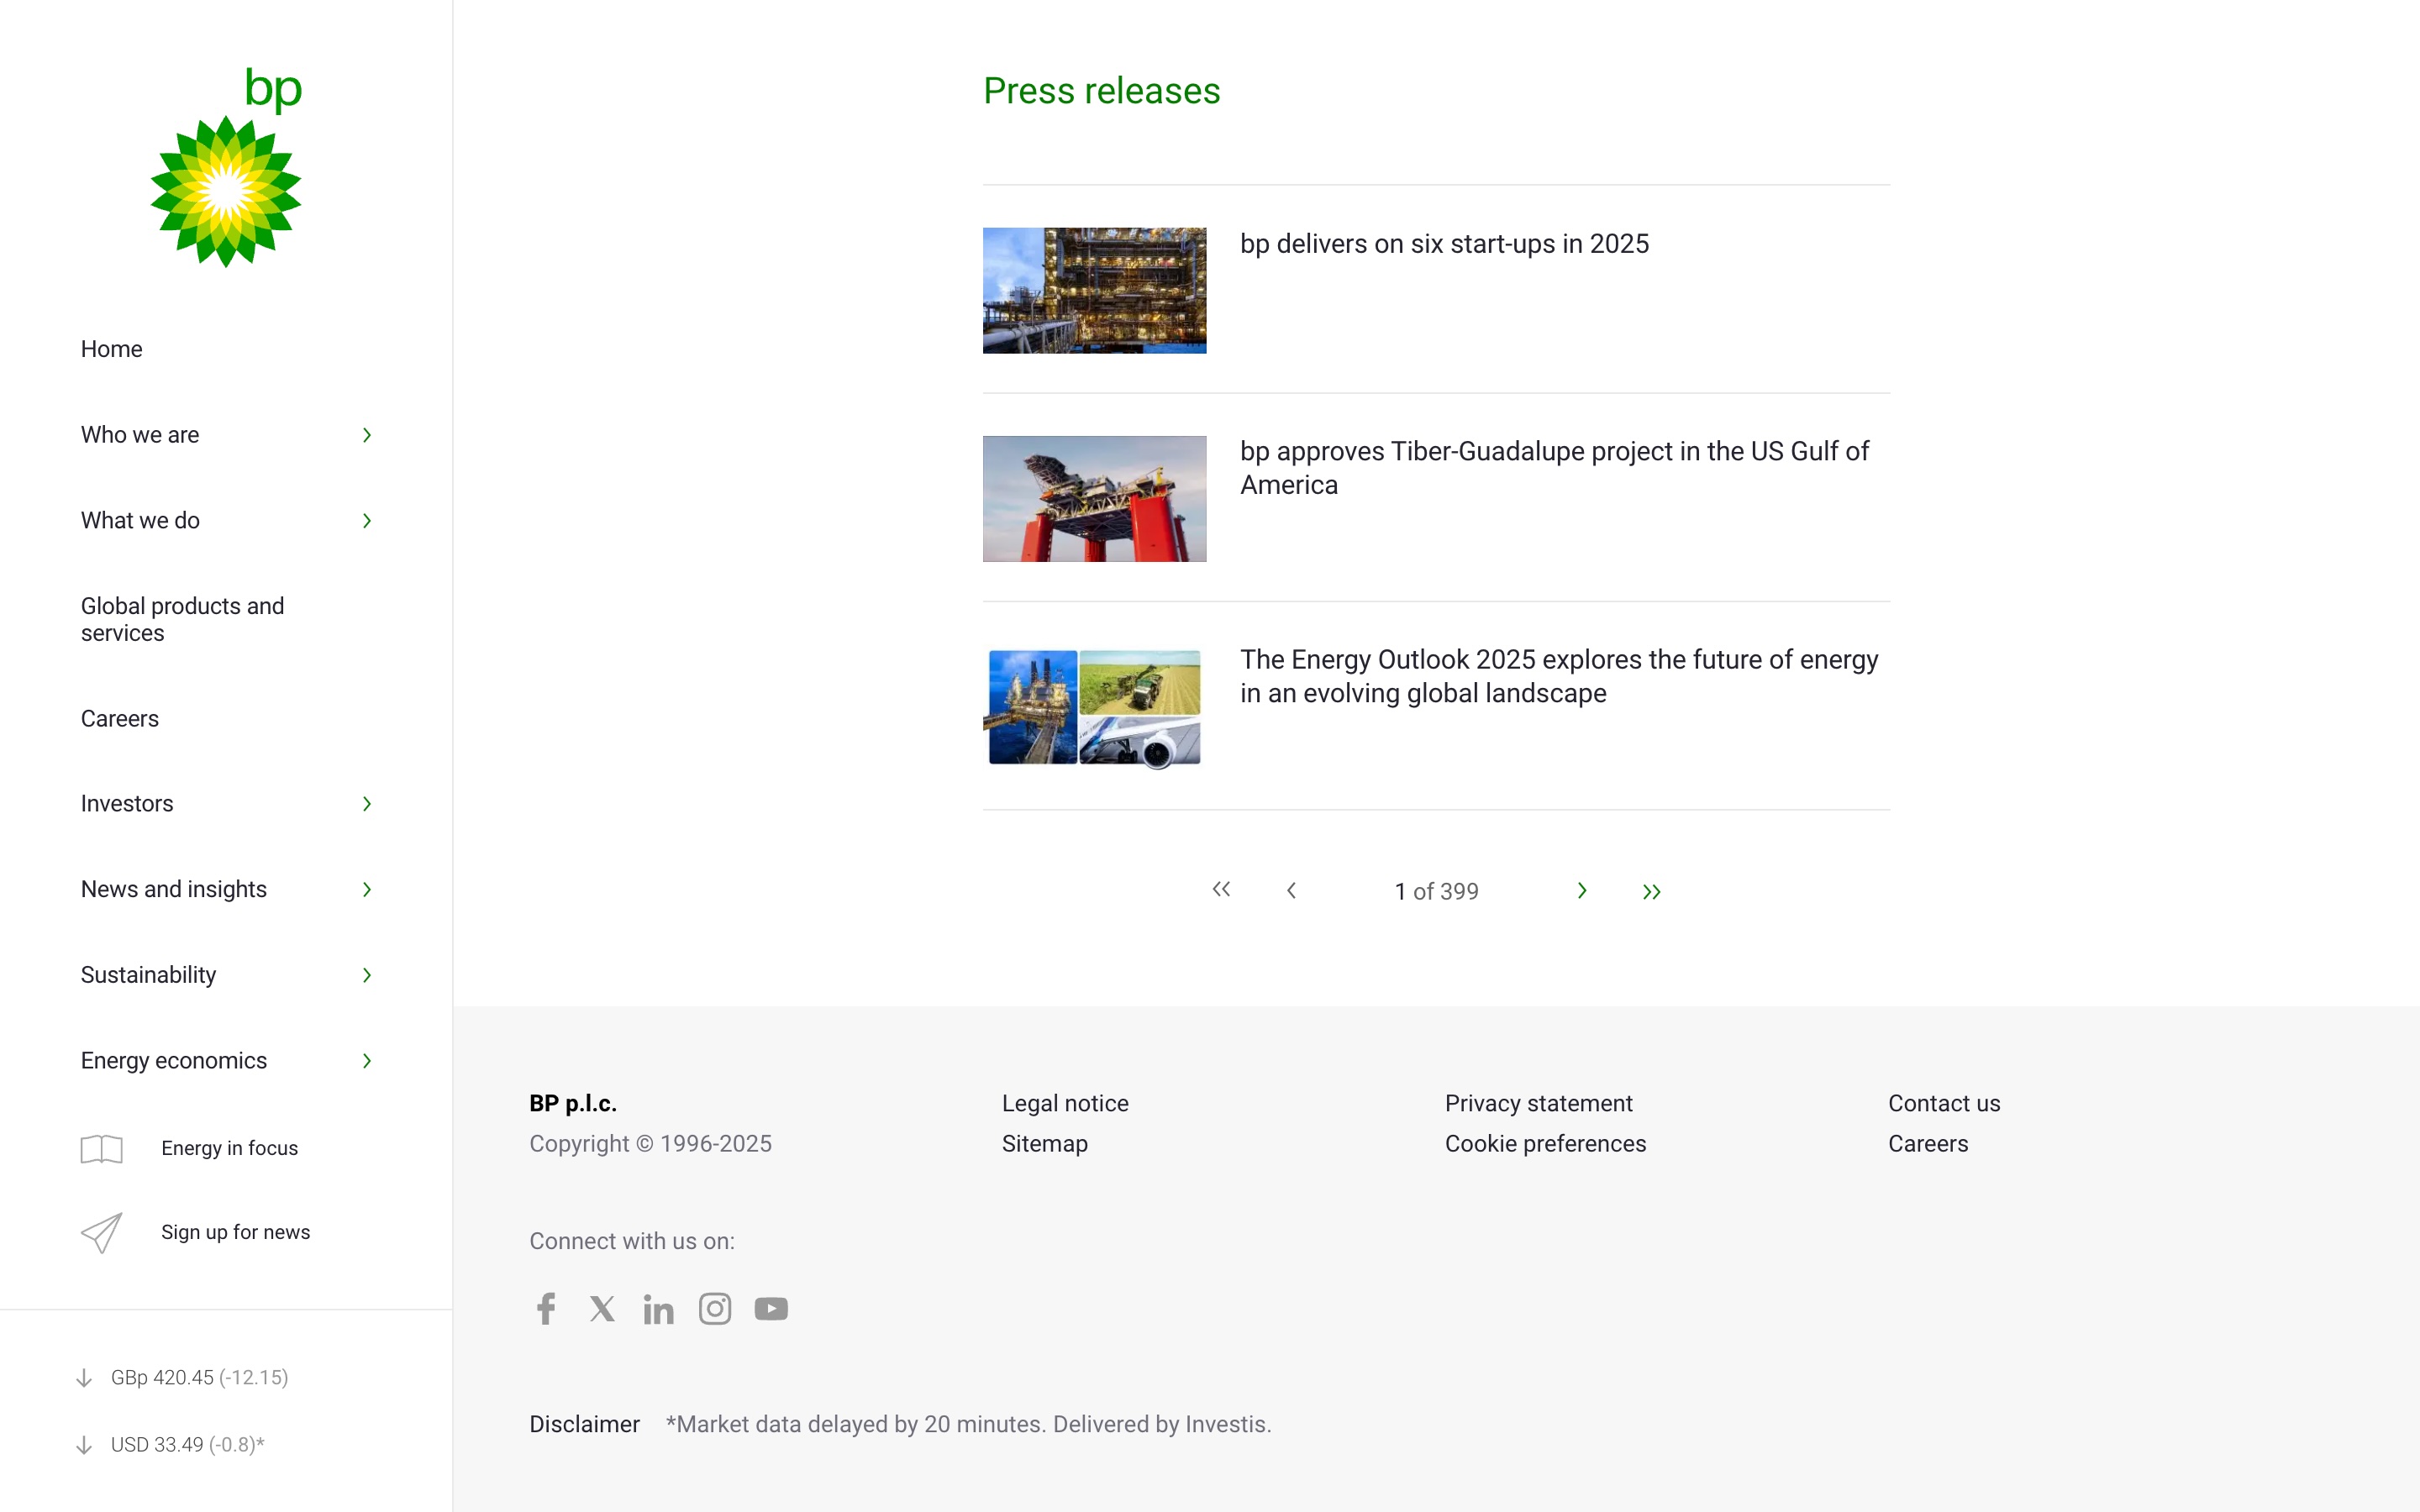 bp
Home
Who we are
What we do
Global products and
services
Careers
Investors
News and insights
Sustainability
Energy economics
Energy in focus
Sign up for news
GBp 420.45 (-12.15)
USD 33.49 (-0.8)*
Press releases
bp delivers on six start-ups in 2025
bp approves Tiber-Guadalupe project in the US Gulf of
America
The Energy Outlook 2025 explores the future of energy
in an evolving global landscape
1 of 399
BP p.l.c.
Copyright © 1996-2025
Legal notice
Sitemap
Privacy statement
Cookie preferences
Contact us
Careers
Connect with us on:
Disclaimer *Market data delayed by 20 minutes. Delivered by Investis.